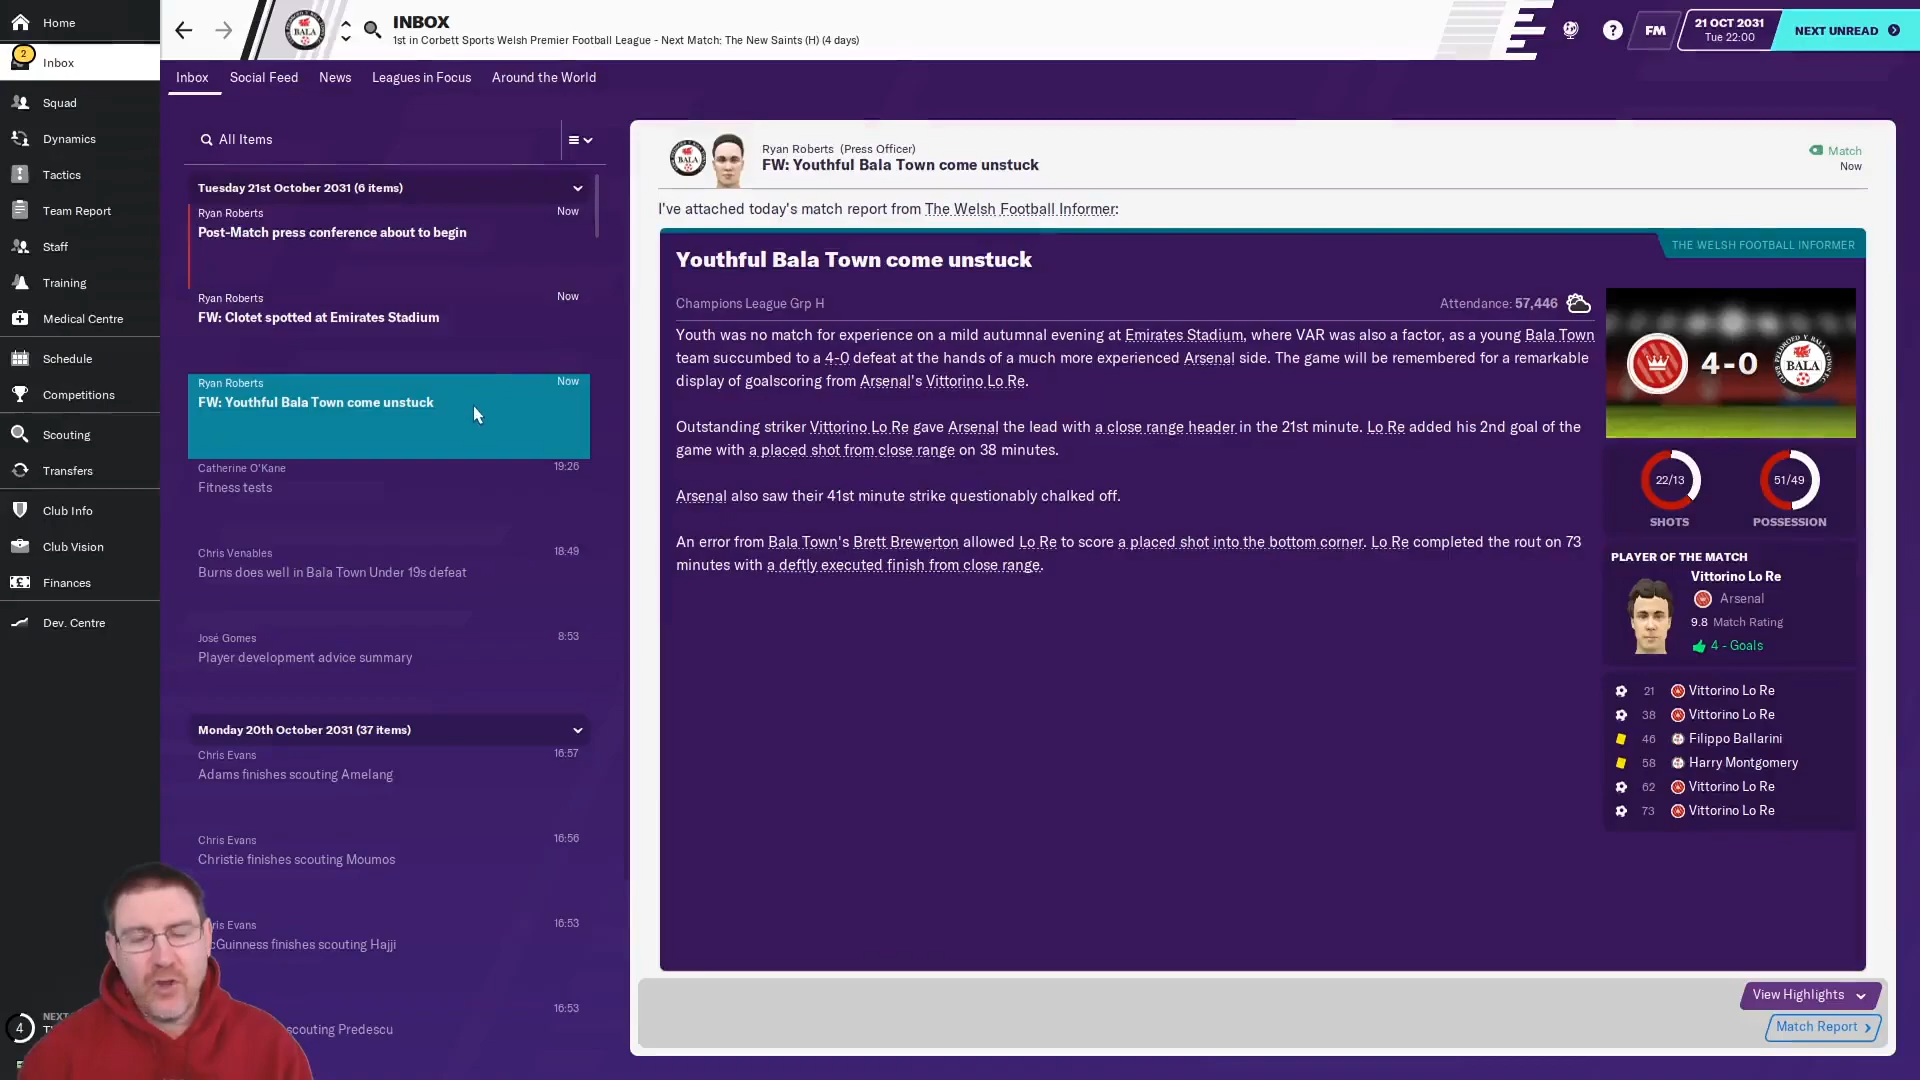 Home
2
Inbox
Squad
Dynamics
Tactics
Team Report
Staff
Training
Medical Centre
Schedule
Competitions
Scouting
Transfers
Club Info
Club Vision
Finances
Dev. Centre
4
BALA
INBOX
1st in Corbett Sports Welsh Premier Football League - Next Match: The New Saints (H) (4 days)
?
FM
21 OCT 2031
Tue 22:00
NEXT UNREAD
Inbox Social Feed News Leagues in Focus Around the World
All Items
Tuesday 21st October 2031 (6 items)
Ryan Roberts Now
Post-Match press conference about to begin
Ryan Roberts Now
FW: Clotet spotted at Emirates Stadium
Ryan Roberts Now
FW: Youthful Bala Town come unstuck
Catherine O'Kane 19:26
Fitness tests
Chris Venables 18:49
Burns does well in Bala Town Under 19s defeat
José Gomes 8:53
Player development advice summary
Monday 20th October 2031 (37 items)
Chris Evans 16:57
Adams finishes scouting Amelang
Chris Evans 16:56
Christie finishes scouting Moumos
Evans 16:53
finishes scouting Hajji
16:53
scouting Predescu
BALA
Ryan Roberts (Press Officer)
FW: Youthful Bala Town come unstuck
Match
Now
I've attached today's match report from The Welsh Football Informer:
THE WELSH FOOTBALL INFORMER
Youthful Bala Town come unstuck
Champions League Grp H Attendance: 57,446
Youth was no match for experience on a mild autumnal evening at Emirates Stadium, where VAR was also a factor, as a young Bala Town
team succumbed to a 4-0 defeat at the hands of a much more experienced Arsenal side. The game will be remembered for a remarkable
display of goalscoring from Arsenal's Vittorino Lo Re.
Outstanding striker Vittorino Lo Re gave Arsenal the lead with a close range header in the 21st minute. Lo Re added his 2nd goal of the
game with a placed shot from close range on 38 minutes.
Arsenal also saw their 41st minute strike questionably chalked off.
An error from Bala Town's Brett Brewerton allowed Lo Re to score a placed shot into the bottom corner. Lo Re completed the rout on 73
minutes with a deftly executed finish from close range.
4-0
BALA
22/13
SHOTS
51/49
POSSESSION
PLAYER OF THE MATCH
Vittorino Lo Re
Arsenal
9.8 Match Rating
4 - Goals
21 Vittorino Lo Re
38 Vittorino Lo Re
46 Filippo Ballarini
58 Harry Montgomery
62 Vittorino Lo Re
73 Vittorino Lo Re
View Highlights
Match Report